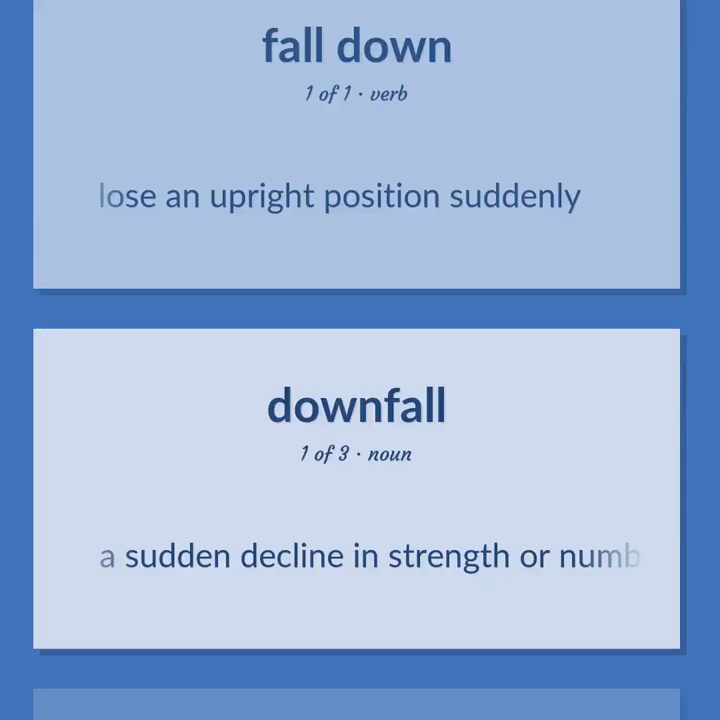 fall down
1 of 1 · verb
lose an upright position suddenly
downfall
1 of 3 · noun
a sudden decline in strength or numb